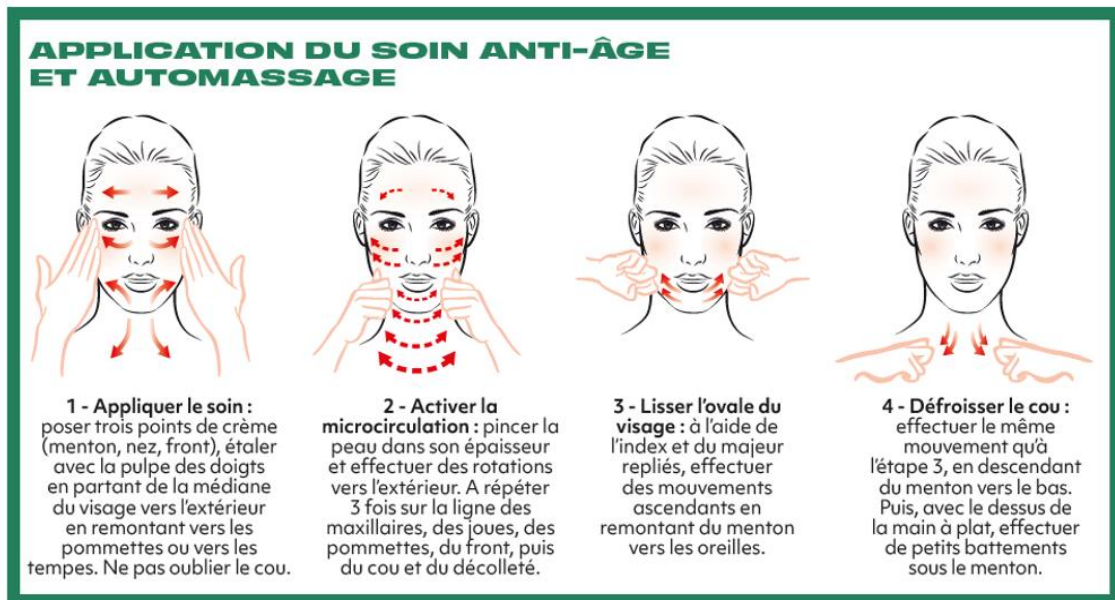 APPLICATION DU SOIN ANTI-ÂGE
ET AUTOMASSAGE
1 - Appliquer le soin :
poser trois points de crème
(menton, nez, front), étaler
avec la pulpe des doigts
en partant de la médiane
du visage vers l'extérieur
en remontant vers les
pommettes ou vers les
tempes. Ne pas oublier le cou.
2 - Activer la
microcirculation : pincer la
peau dans son épaisseur
et effectuer des rotations
vers l'extérieur. A répéter
3 fois sur la ligne des
maxillaires, des joues, des
pommettes, du front, puis
du cou et du décolleté.
3 - Lisser l'ovale du
visage : à l'aide de
l'index et du majeur
repliés, effectuer
des mouvements
ascendants en
remontant du menton
vers les oreilles.
4 - Défroisser le cou :
effectuer le même
mouvement qu'à
l'étape 3, en descendant
du menton vers le bas.
Puis, avec le dessus de
la main à plat, effectuer
de petits battements
sous le menton.